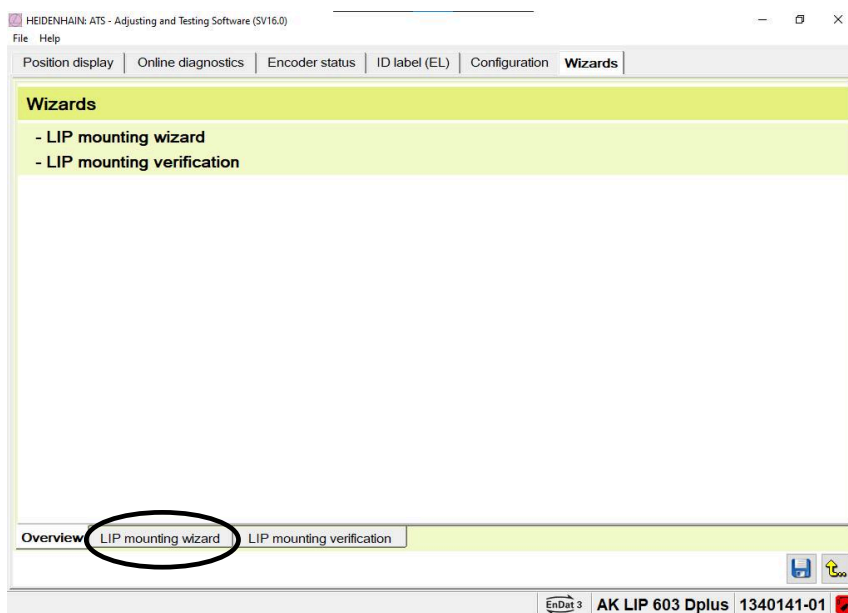 HEIDENHAIN: ATS - Adjusting and Testing Software (SV16.0)
File Help
Position display Online diagnostics Encoder status ID label (EL) Configuration Wizards
Wizards
- LIP mounting wizard
- LIP mounting verification
Overview LIP mounting wizard LIP mounting verification
EnDat 3 AK LIP 603 Dplus 1340141-01